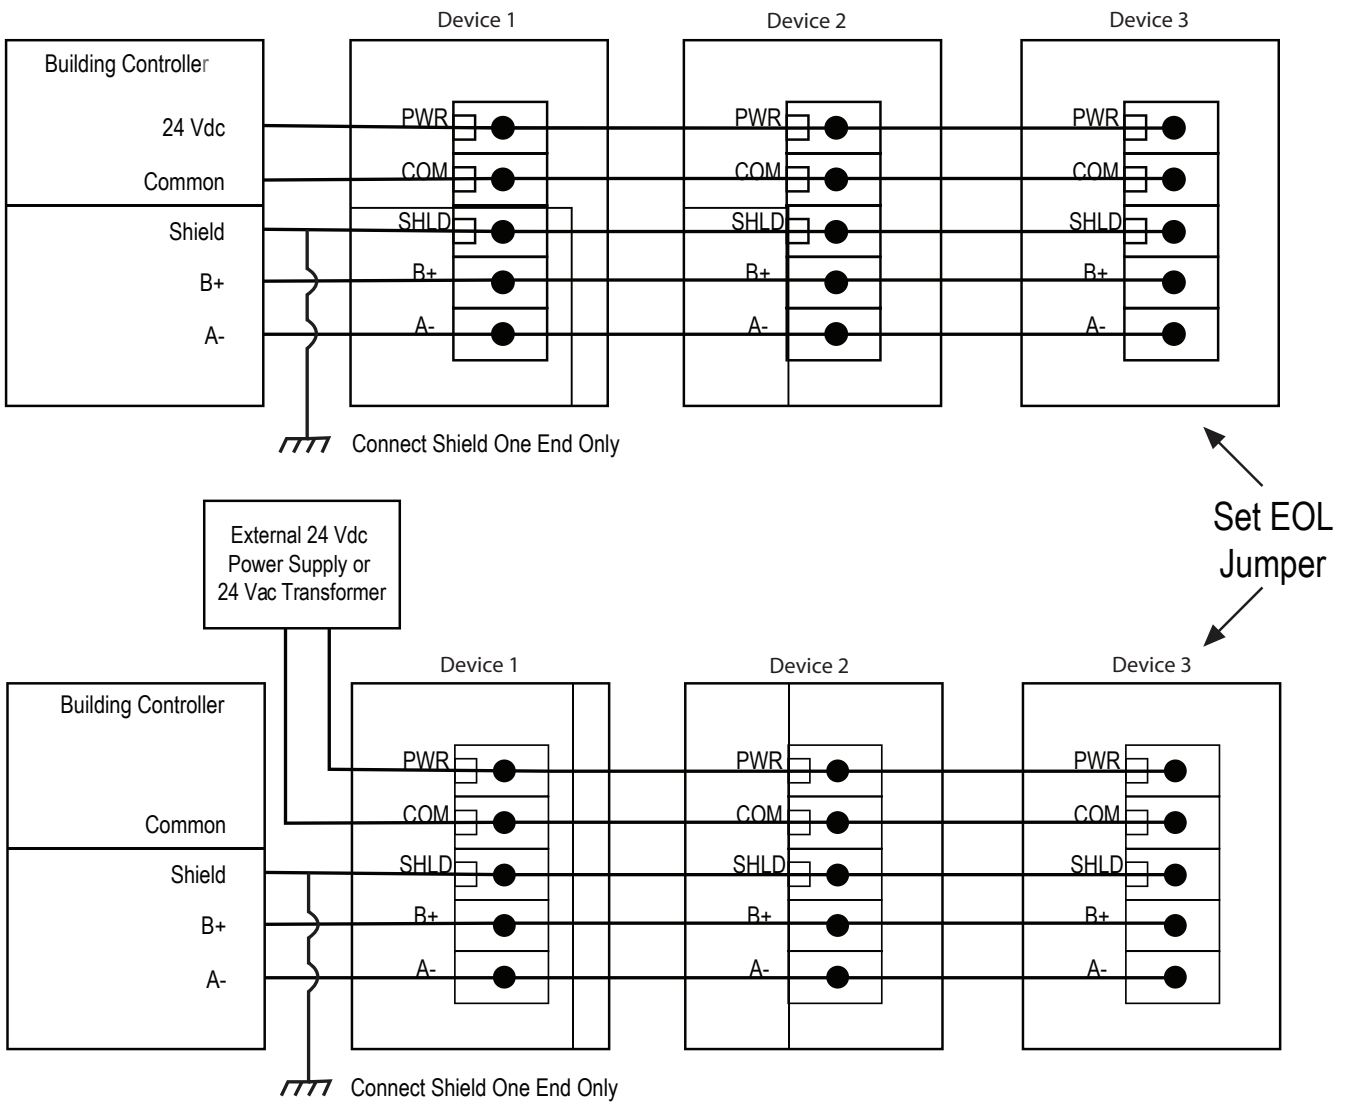 Device 1
Device 2
Device 3
Building Controller
24 Vdc
Common
Shield
B+
A-
PWR
COM
SHLD
B+
A-
PWR
COM
SHLD
B+
A-
PWR
COM
SHLD
B+
A-
Connect Shield One End Only
Set EOL
Jumper
External 24 Vdc
Power Supply or
24 Vac Transformer
Device 1
Device 2
Device 3
Building Controller
Common
Shield
B+
A-
PWR
COM
SHLD
B+
A-
PWR
COM
SHLD
B+
A-
PWR
COM
SHLD
B+
A-
Connect Shield One End Only